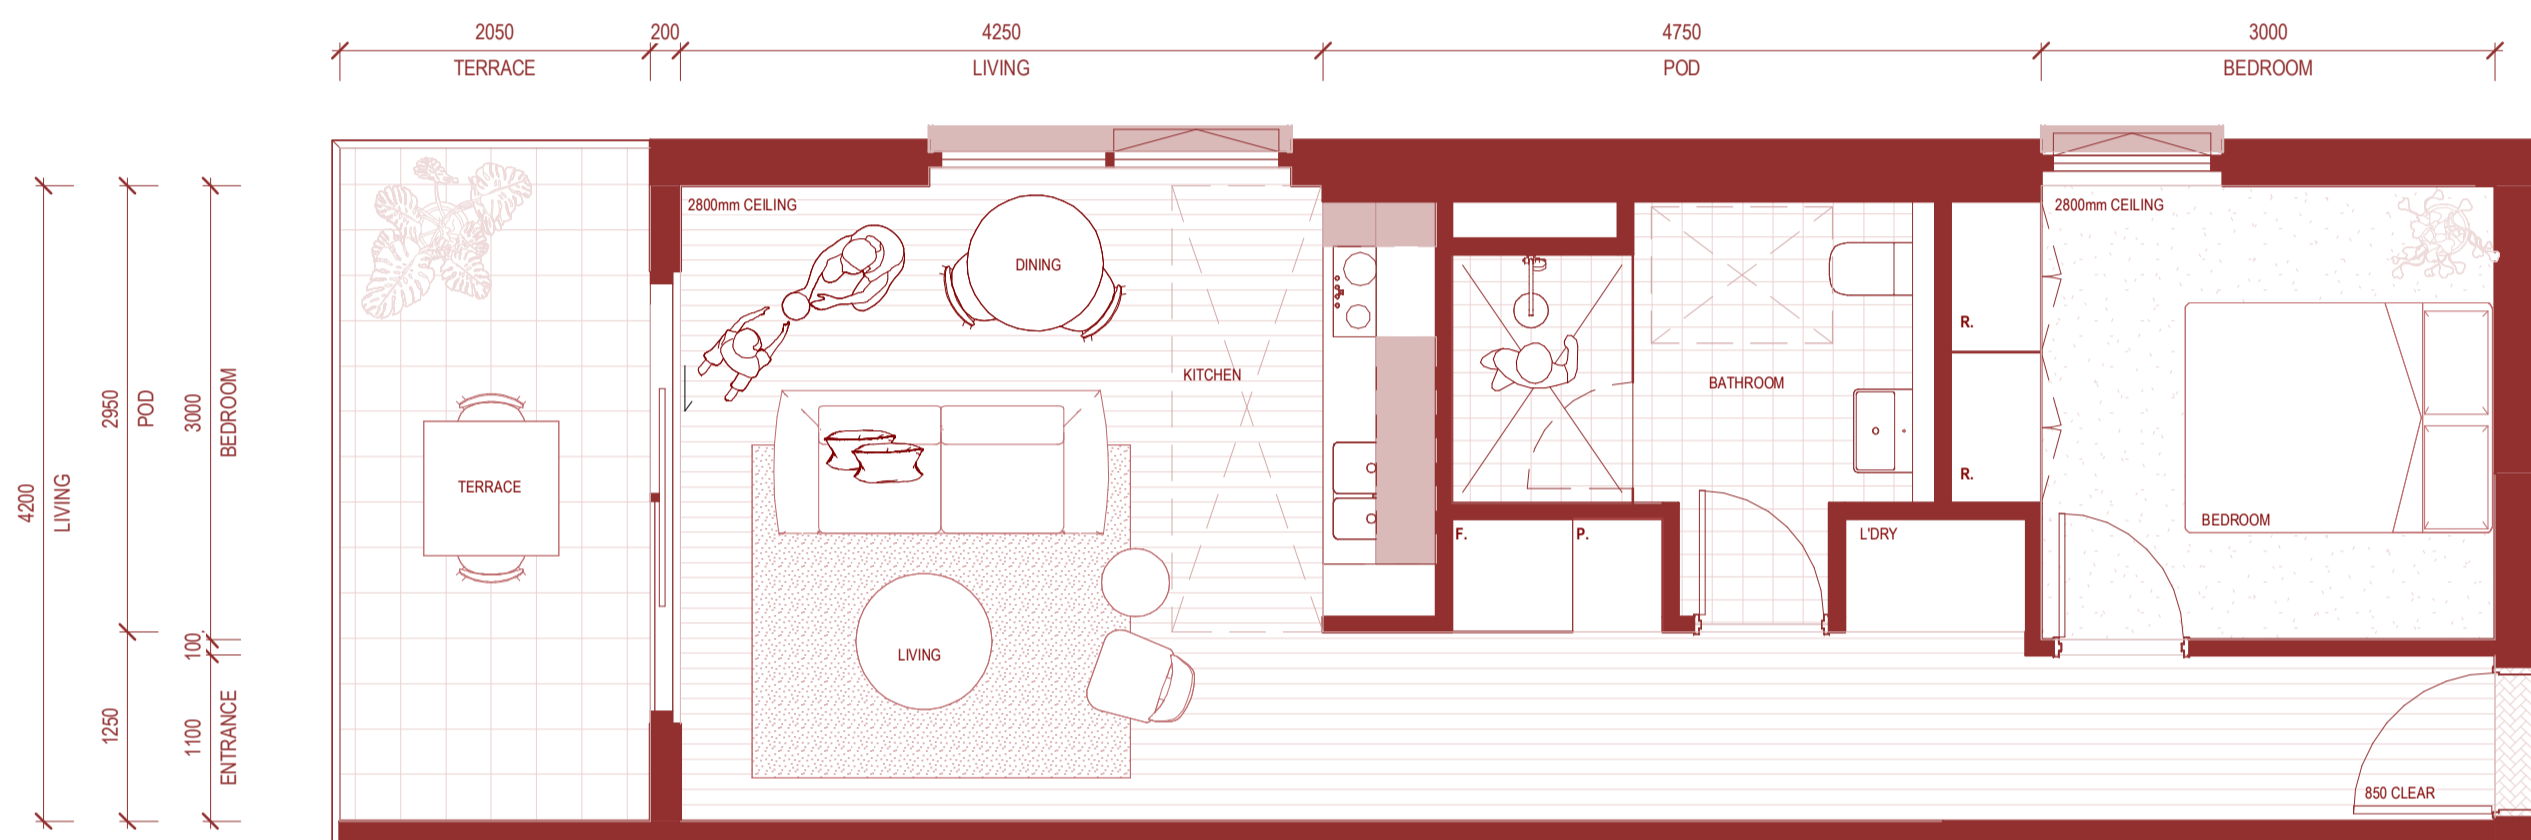 2050
200
4250
4750
3000
TERRACE
LIVING
POD
BEDROOM
4200
LIVING
2950
POD
1250
3000
BEDROOM
100
1100
ENTRANCE
2800mm CEILING
DINING
KITCHEN
TERRACE
LIVING
BATHROOM
F.
P.
L'DRY
R.
R.
2800mm CEILING
BEDROOM
850 CLEAR